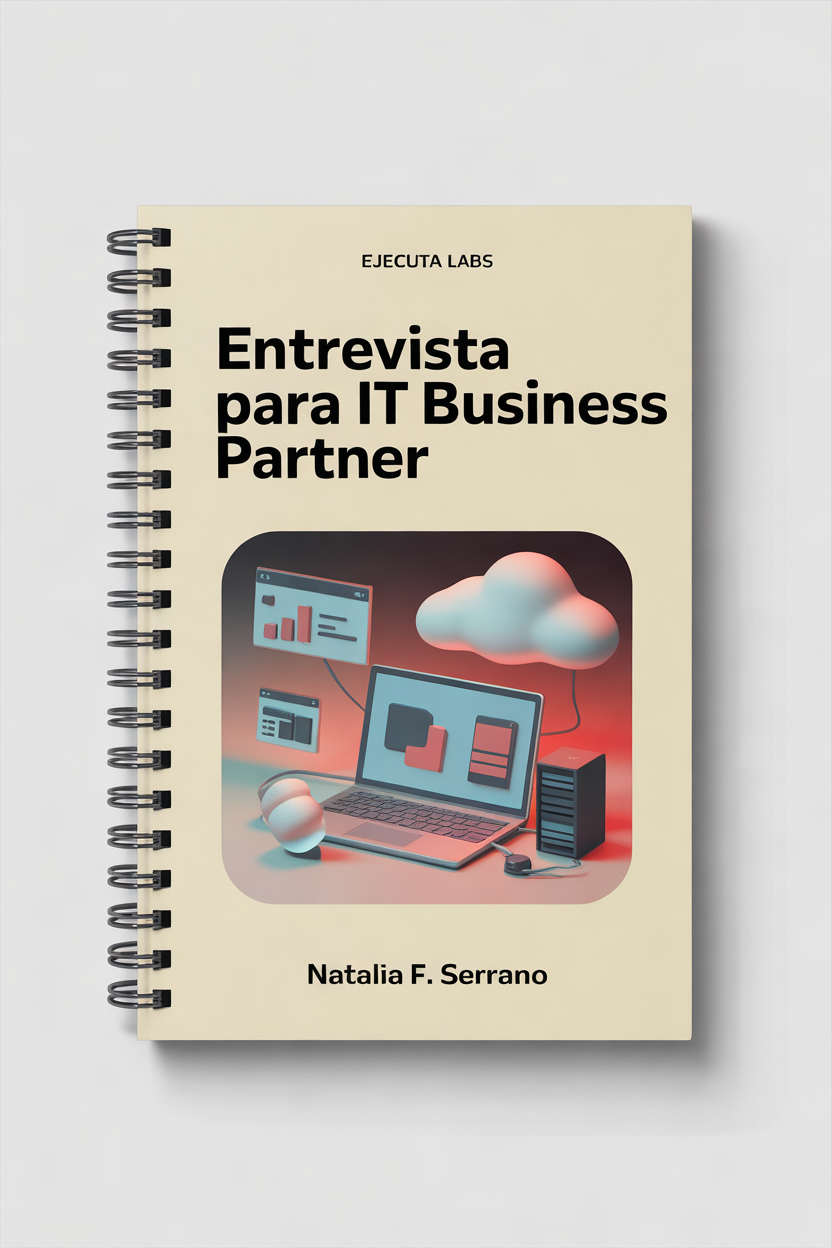 EJECUTA LABS
Entrevista
para IT Business
Partner
Natalia F. Serrano